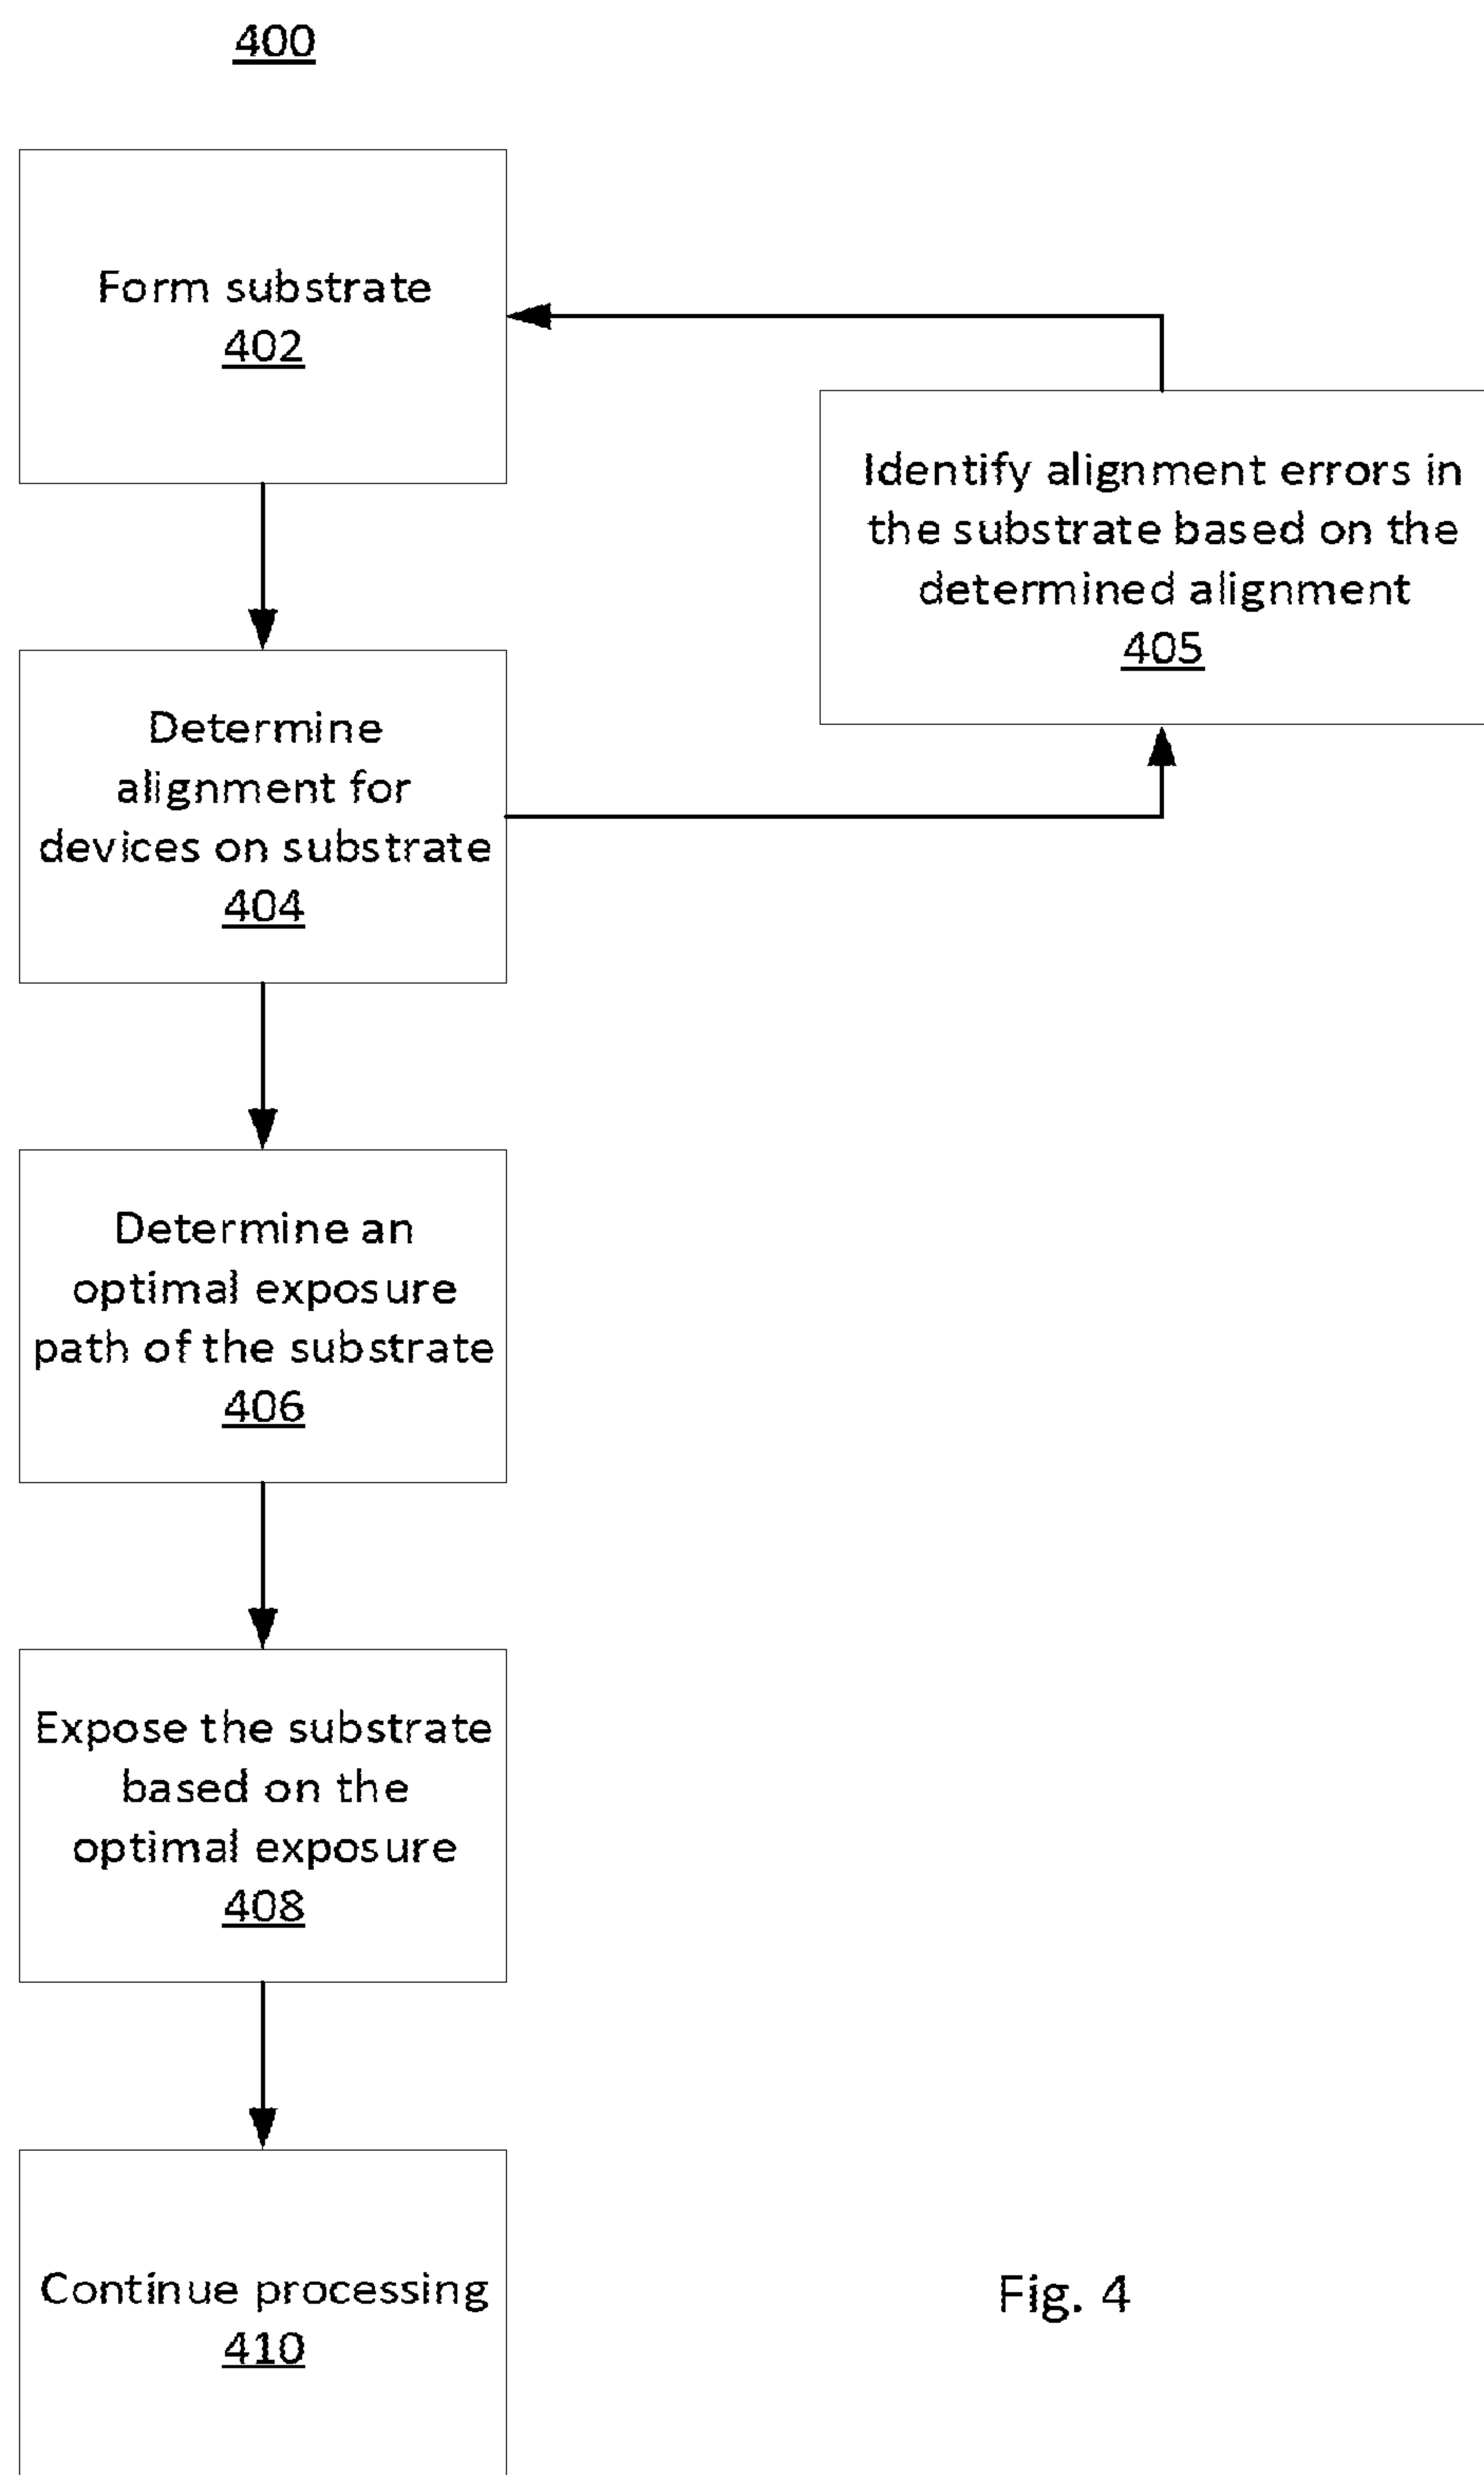 400
Form substrate
402
Identify alignment errors in
the substrate based on the
determined alignment
405
Determine
alignment for
devices on substrate
404
Determine an
optimal exposure
path of the substrate
406
Expose the substrate
based on the
optimal exposure
408
Continue processing
410
Fig. 4